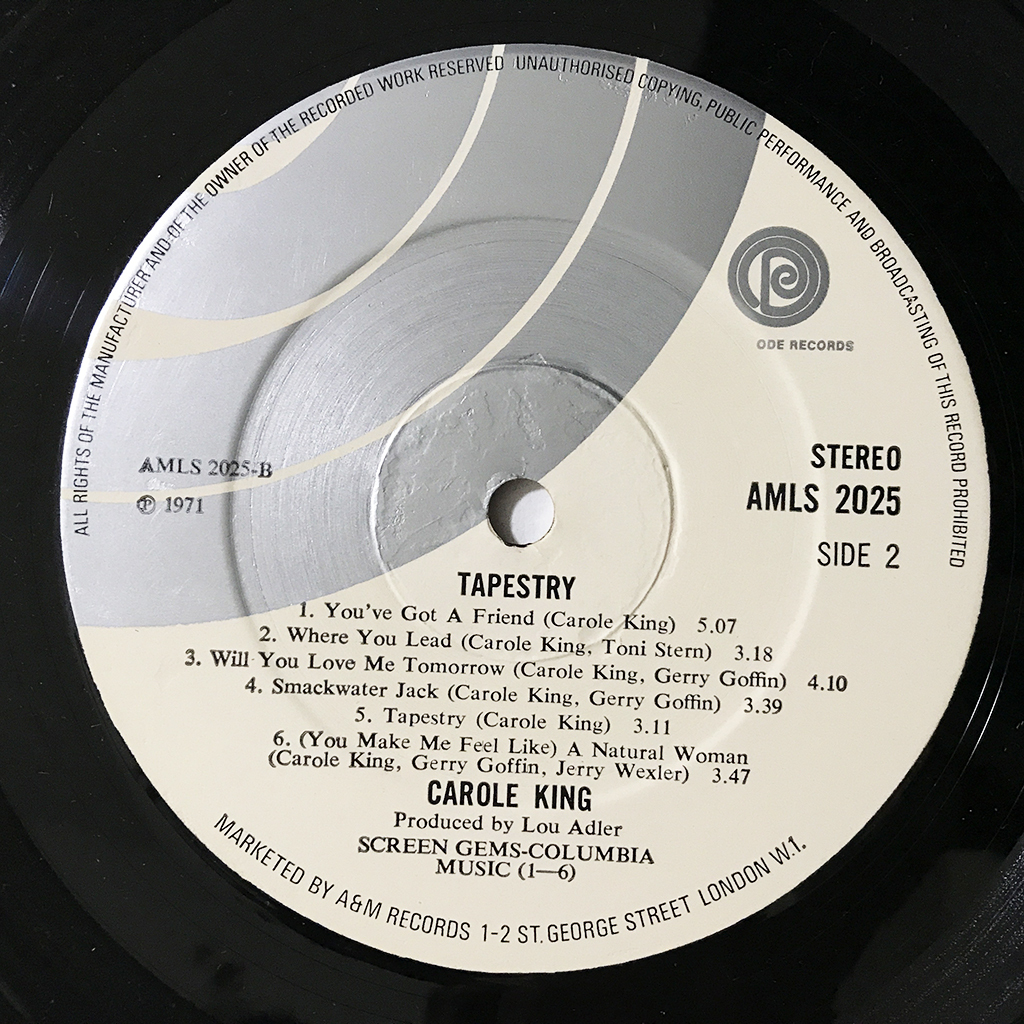 ALL RIGHTS OF THE MANUFACTURER AND OF THE OWNER OF THE RECORDED WORK RESERVED UNAUTHORISED COPYING, PUBLIC PERFORMANCE AND BROADCASTING OF THIS RECORD PROHIBITED
ODE RECORDS
AMLS 2025-B
℗ 1971
STEREO
AMLS 2025
SIDE 2
TAPESTRY
1. You've Got A Friend (Carole King) 5.07
2. Where You Lead (Carole King, Toni Stern) 3.18
3. Will You Love Me Tomorrow (Carole King, Gerry Goffin) 4.10
4. Smackwater Jack (Carole King, Gerry Goffin) 3.39
5. Tapestry (Carole King) 3.11
6. (You Make Me Feel Like) A Natural Woman
(Carole King, Gerry Goffin, Jerry Wexler) 3.47
CAROLE KING
Produced by Lou Adler
SCREEN GEMS-COLUMBIA
MUSIC (1—6)
MARKETED BY A&M RECORDS 1-2 ST. GEORGE STREET LONDON W.1.